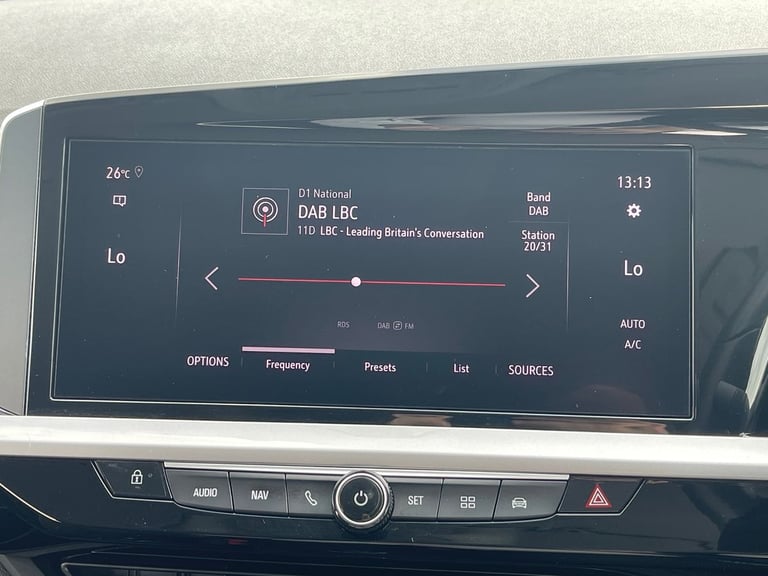 26°C
13:13
D1 National
DAB LBC
11D LBC - Leading Britain's Conversation
Band
DAB
Station
20/31
Lo
Lo
RDS
DAB FM
AUTO
A/C
OPTIONS
Frequency
Presets
List
SOURCES
AUDIO
NAV
SET